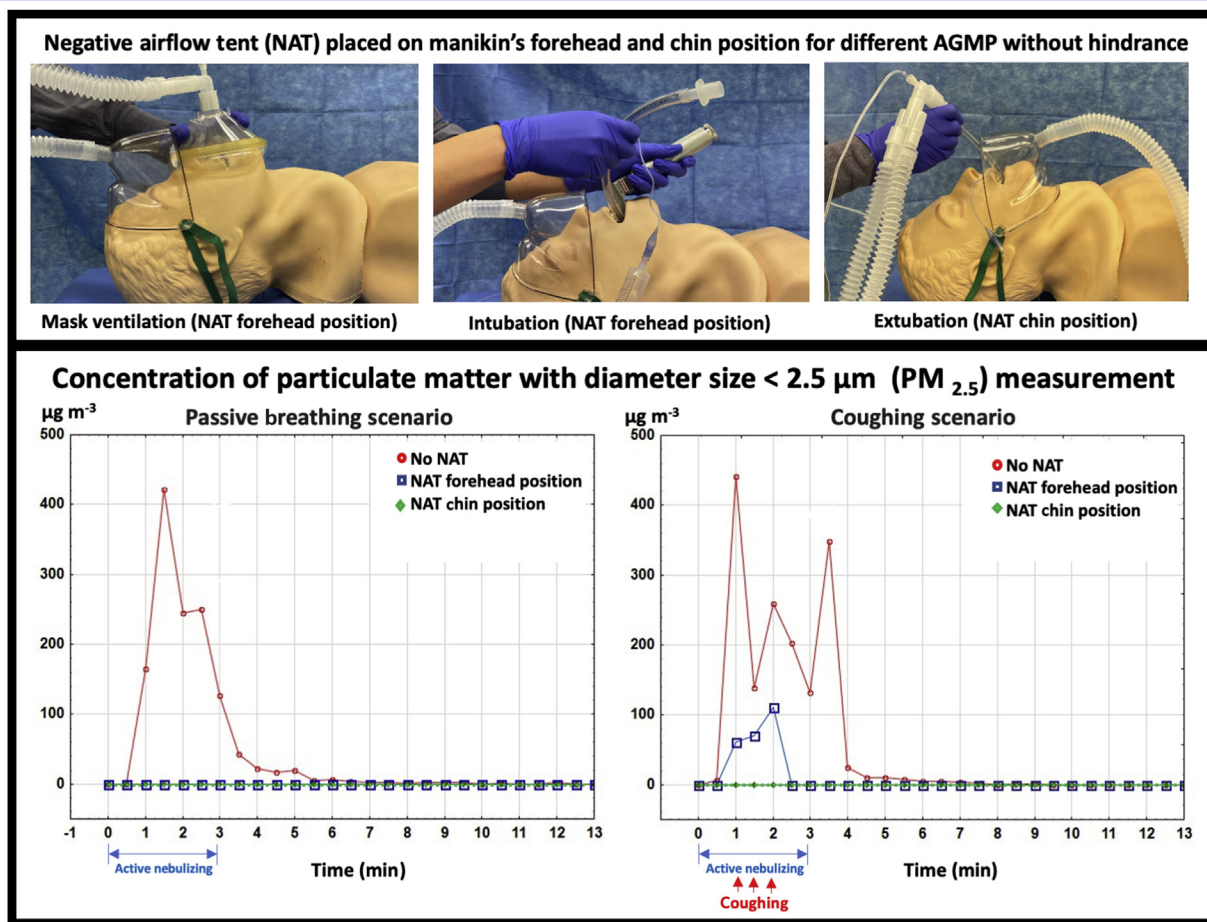 Negative airflow tent (NAT) placed on manikin's forehead and chin position for different AGMP without hindrance
Mask ventilation (NAT forehead position)
Intubation (NAT forehead position)
Extubation (NAT chin position)
Concentration of particulate matter with diameter size < 2.5 µm (PM 2.5) measurement
µg m-3
Passive breathing scenario
500
400
300
200
100
0
No NAT
NAT forehead position
NAT chin position
-1 0 1 2 3 4 5 6 7 8 9 10 11 12 13
Active nebulizing
Time (min)
µg m-3
Coughing scenario
500
400
300
200
100
0
No NAT
NAT forehead position
NAT chin position
0 1 2 3 4 5 6 7 8 9 10 11 12 13
Active nebulizing
Time (min)
Coughing